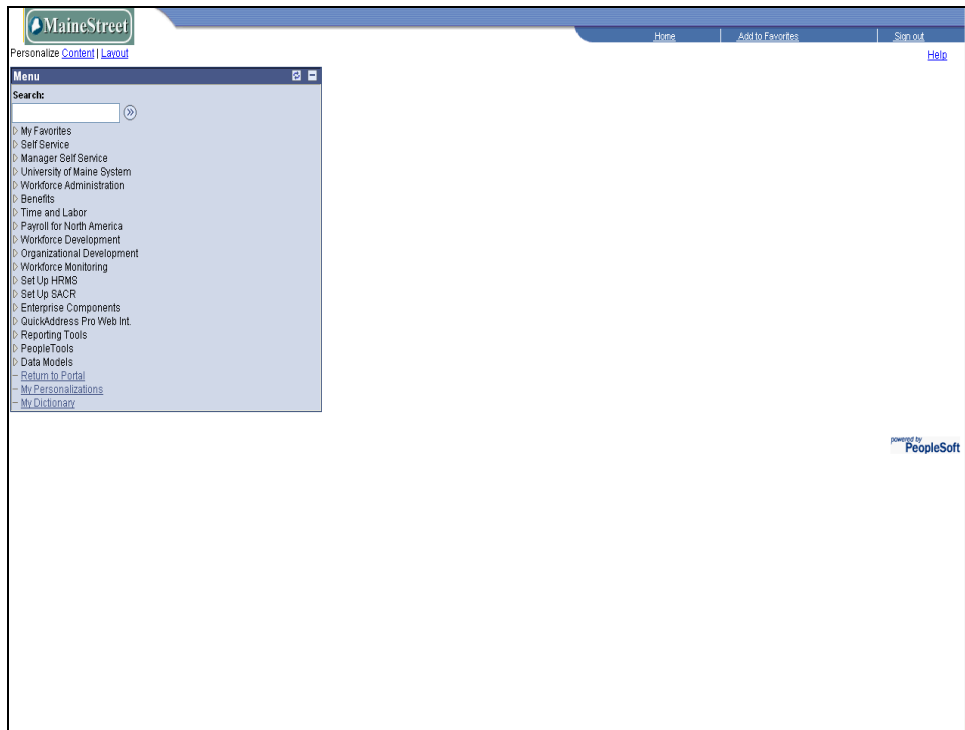 MaineStreet
Home Add to Favorites Sign out
Personalize Content | Layout
Help
Menu
Search:
My Favorites
Self Service
Manager Self Service
University of Maine System
Workforce Administration
Benefits
Time and Labor
Payroll for North America
Workforce Development
Organizational Development
Workforce Monitoring
Set Up HRMS
Set Up SACR
Enterprise Components
QuickAddress Pro Web Int.
Reporting Tools
PeopleTools
Data Models
Return to Portal
My Personalizations
My Dictionary
powered by
PeopleSoft